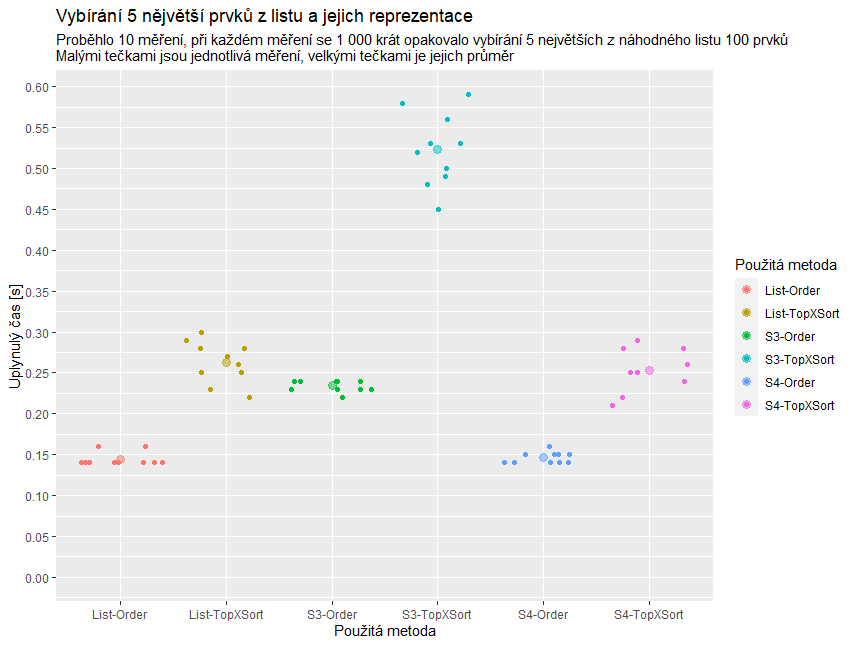 Vybírání 5 nějvětší prvků z listu a jejich reprezentace
Proběhlo 10 měření, při každém měření se 1 000 krát opakovalo vybírání 5 největších z náhodného listu 100 prvků
Malými tečkami jsou jednotlivá měření, velkými tečkami je jejich průměr
Uplynulý čas [s]
0.60
0.55
0.50
0.45
0.40
0.35
0.30
0.25
0.20
0.15
0.10
0.05
0.00
List-Order
List-TopXSort
S3-Order
S3-TopXSort
S4-Order
S4-TopXSort
Použitá metoda
Použitá metoda
List-Order
List-TopXSort
S3-Order
S3-TopXSort
S4-Order
S4-TopXSort